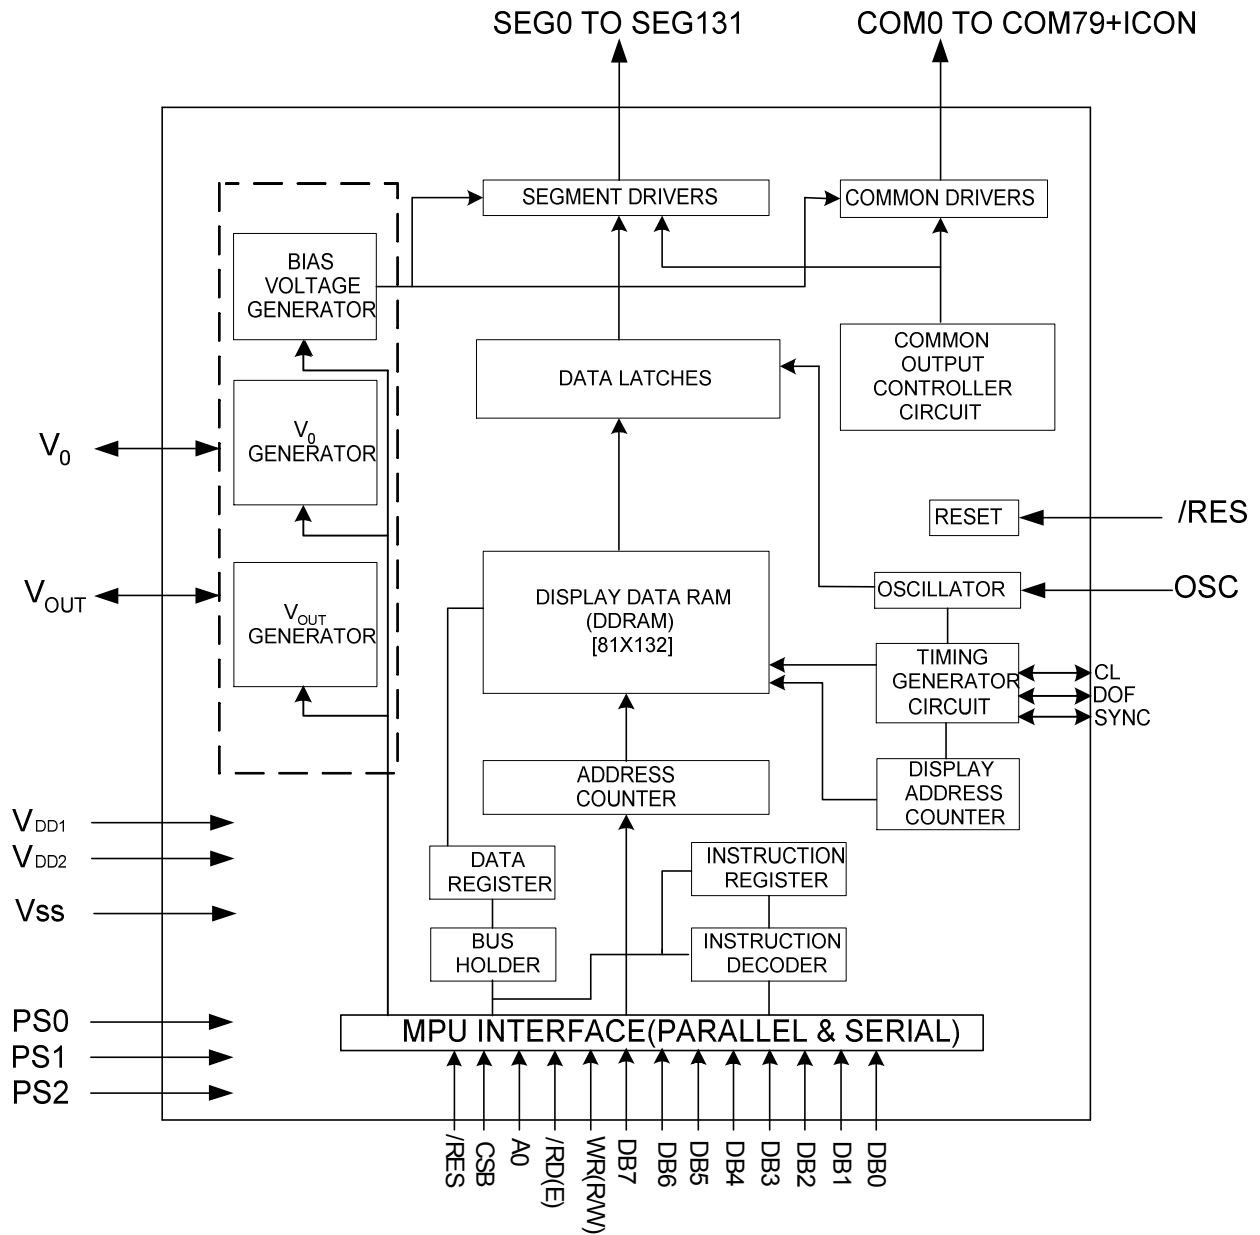 SEG0 TO SEG131
COM0 TO COM79+ICON
SEGMENT DRIVERS
COMMON DRIVERS
BIAS
VOLTAGE
GENERATOR
COMMON
OUTPUT
CONTROLLER
CIRCUIT
DATA LATCHES
V0
V0
GENERATOR
RESET
/RES
VOUT
VOUT
GENERATOR
DISPLAY DATA RAM
(DDRAM)
[81X132]
OSCILLATOR
OSC
TIMING
GENERATOR
CIRCUIT
CL
DOF
SYNC
ADDRESS
COUNTER
DISPLAY
ADDRESS
COUNTER
VDD1
VDD2
Vss
DATA
REGISTER
INSTRUCTION
REGISTER
BUS
HOLDER
INSTRUCTION
DECODER
PS0
PS1
PS2
MPU INTERFACE(PARALLEL & SERIAL)
/RES
CSB
A0
/RD(E)
WR(R/W)
DB7
DB6
DB5
DB4
DB3
DB2
DB1
DB0